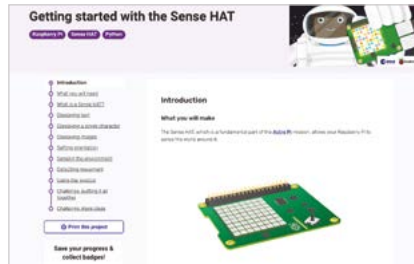 Getting started with the Sense HAT
Raspberry Pi
Sense HAT
Python
esa
Introduction
What you will need
What is a Sense HAT?
Displaying text
Displaying a single character
Displaying images
Setting orientation
Sensing the environment
Detecting movement
Using the joystick
Challenge: putting it all
together
Challenge: share ideas
Print this project
Save your progress &
collect badges!
Introduction
What you will make
The Sense HAT, which is a fundamental part of the Astro Pi mission, allows your Raspberry Pi to
sense the world around it.